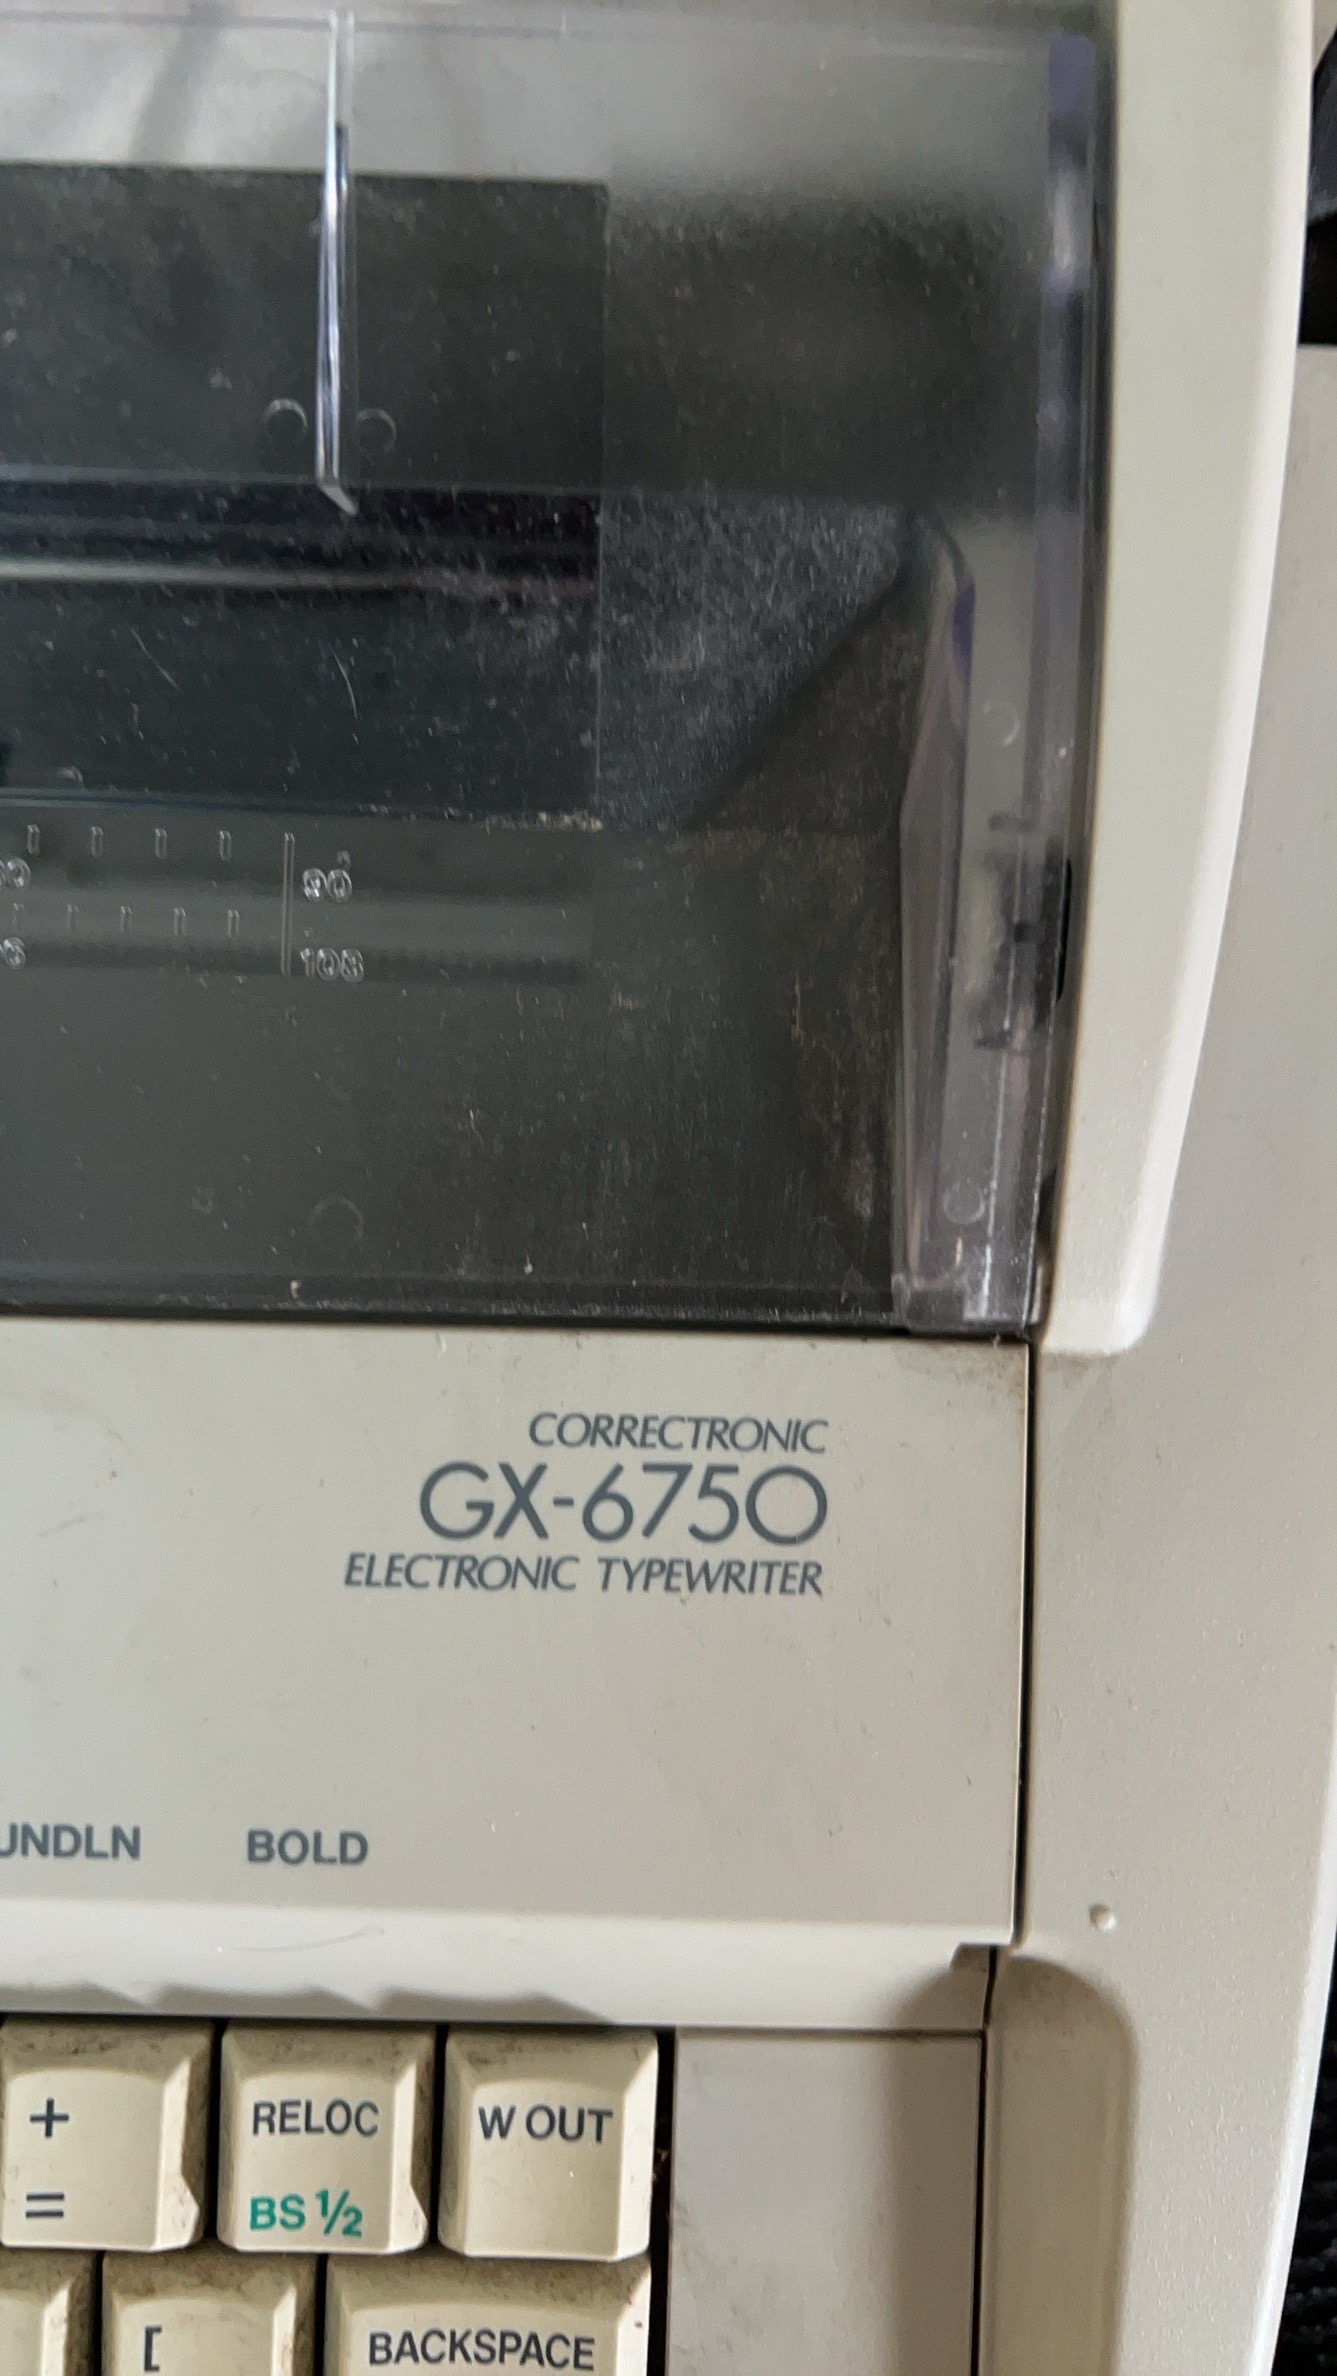 90
108
CORRECTRONIC
GX-6750
ELECTRONIC TYPEWRITER
UNDLN BOLD
+ RELOC W OUT
= BS ½
[ BACKSPACE